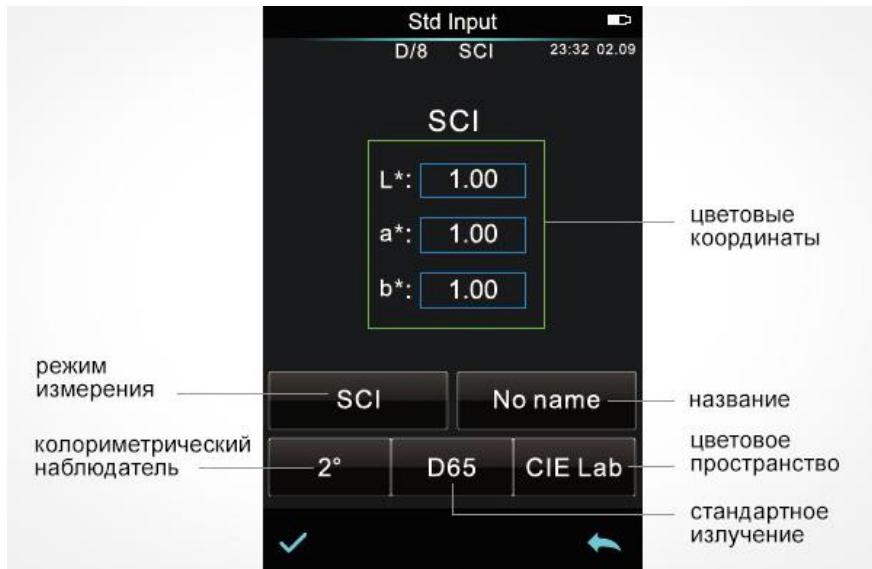 Std Input
D/8 SCI 23:32 02.09
SCI
L*: 1.00
a*: 1.00
b*: 1.00
цветовые
координаты
режим
измерения
SCI
No name
название
колориметрический
наблюдатель
2°
D65
CIE Lab
цветовое
пространство
стандартное
излучение